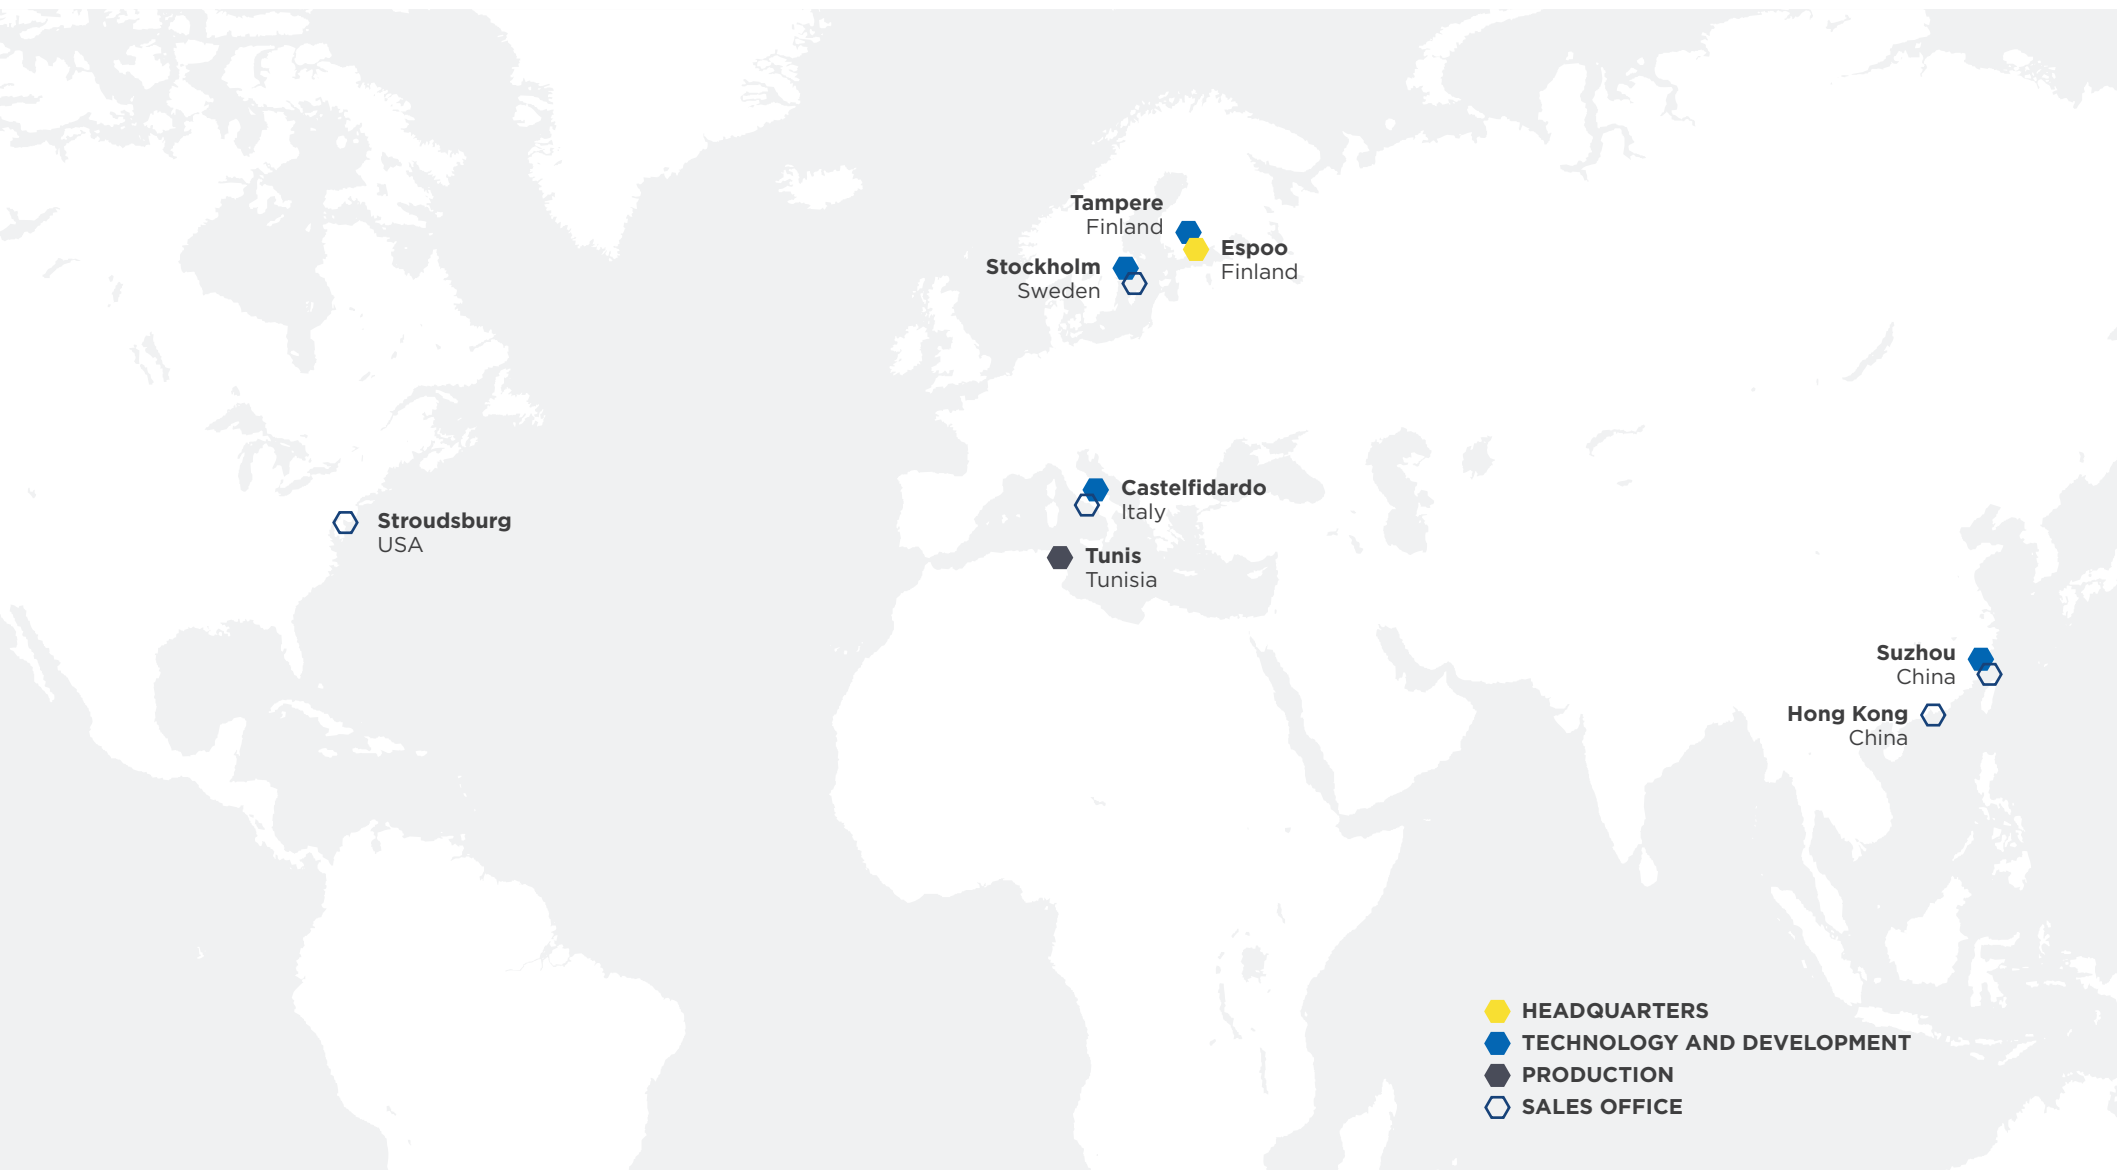 Tampere
Finland
Espoo
Finland
Stockholm
Sweden
Castelfidardo
Italy
Stroudsburg
USA
Tunis
Tunisia
Suzhou
China
Hong Kong
China
HEADQUARTERS
TECHNOLOGY AND DEVELOPMENT
PRODUCTION
SALES OFFICE